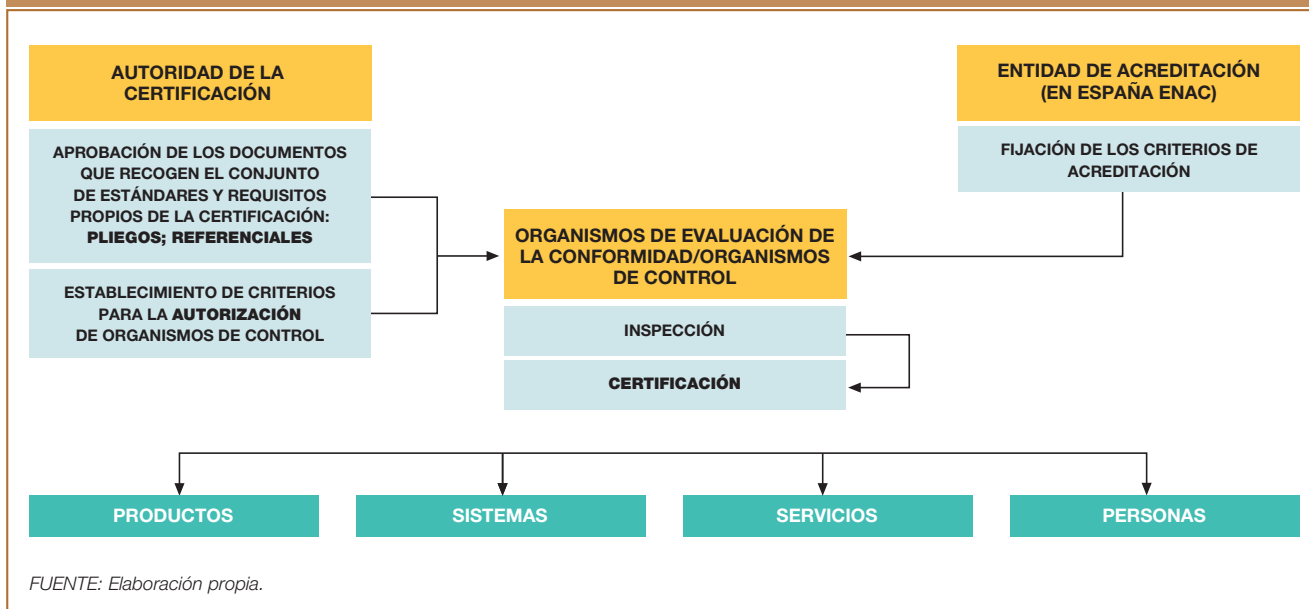 AUTORIDAD DE LA
CERTIFICACIÓN
APROBACIÓN DE LOS DOCUMENTOS
QUE RECOGEN EL CONJUNTO
DE ESTÁNDARES Y REQUISITOS
PROPIOS DE LA CERTIFICACIÓN:
PLIEGOS; REFERENCIALES
ESTABLECIMIENTO DE CRITERIOS
PARA LA AUTORIZACIÓN
DE ORGANISMOS DE CONTROL
ENTIDAD DE ACREDITACIÓN
(EN ESPAÑA ENAC)
FIJACIÓN DE LOS CRITERIOS DE
ACREDITACIÓN
ORGANISMOS DE EVALUACIÓN DE
LA CONFORMIDAD/ORGANISMOS
DE CONTROL
INSPECCIÓN
CERTIFICACIÓN
PRODUCTOS
SISTEMAS
SERVICIOS
PERSONAS
FUENTE: Elaboración propia.